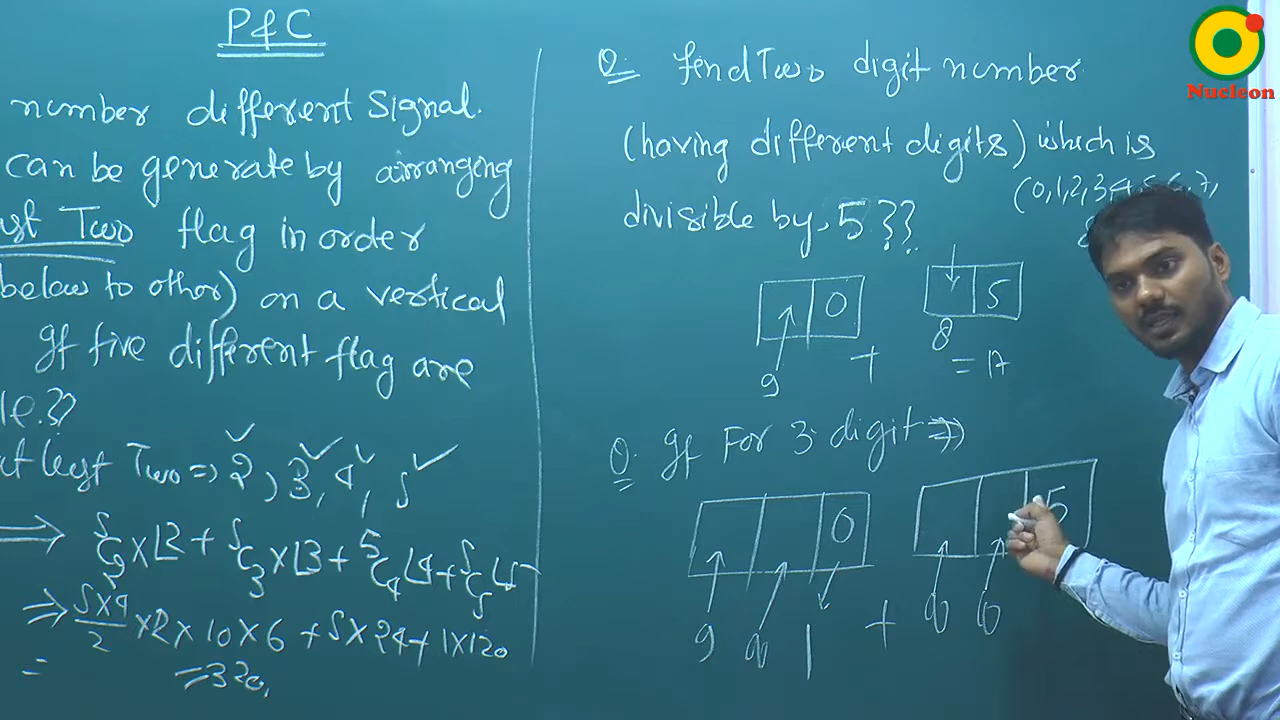 P & C
number different Signal.
can be generate by arranging
Two flag in order
below to other) on a vertical
If five different flag are
at least Two => 2, 3, 4, 5
=> 5C2 × L2 + 5C3 × L3 + 5C4 L4 + 5C5 L5
=> 5×4/2 × 2 × 10 × 6 + 5 × 24 + 1 × 120
=
= 320.
Q: find Two digit number
(having different digits) which is
(0, 1, 2, 3, 4, 5, 6, 7,
divisible by, 5 ??
0
5
9
+
8
= 17
Q: If For 3 digit =>
0
5
9
8
1
+
8
8
Nucleon